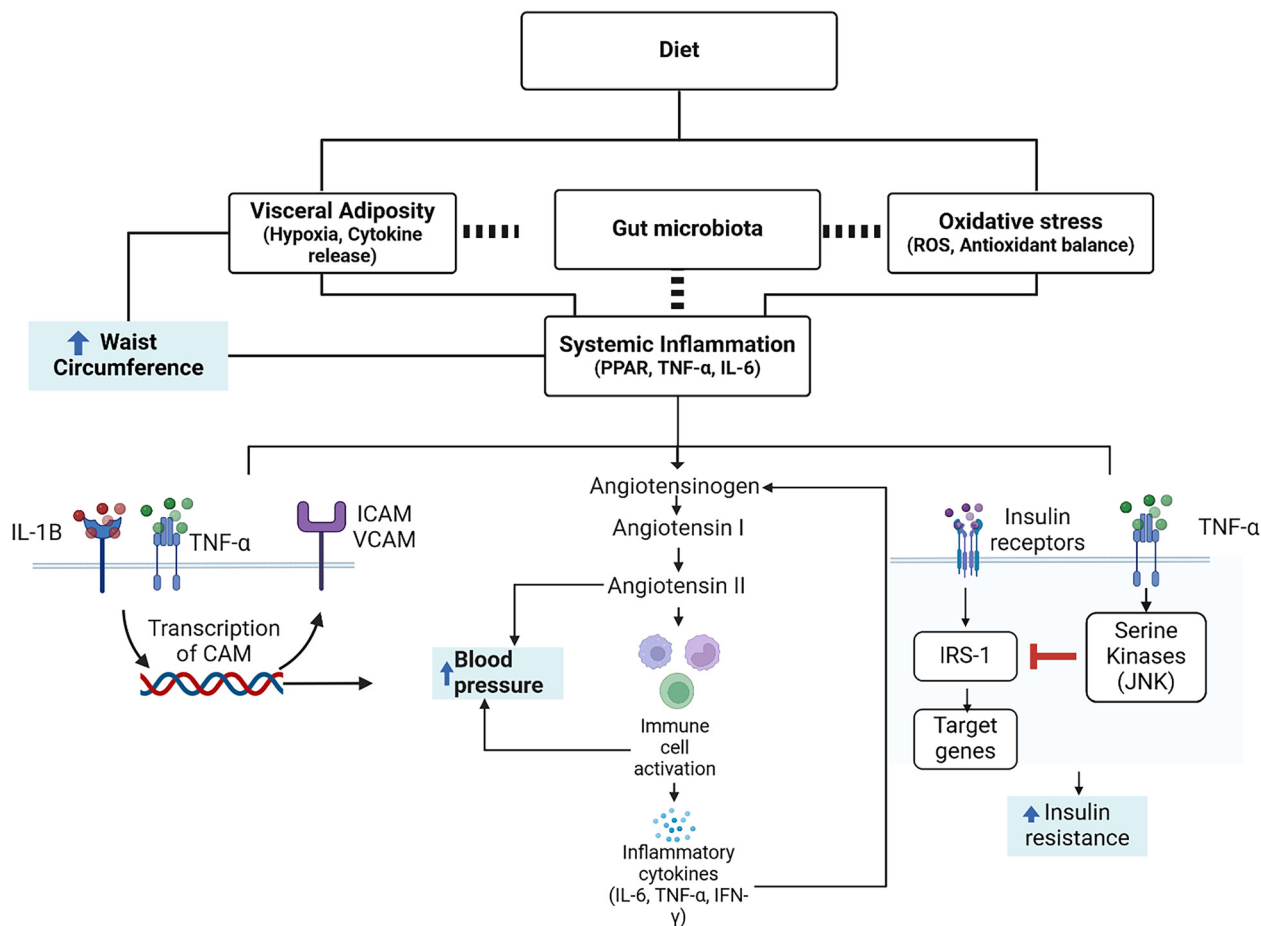 Diet
Visceral Adiposity
(Hypoxia, Cytokine
release)
Gut microbiota
Oxidative stress
(ROS, Antioxidant balance)
Waist
Circumference
Systemic Inflammation
(PPAR, TNF-α, IL-6)
IL-1B
TNF-α
ICAM
VCAM
Transcription
of CAM
Angiotensinogen
Angiotensin I
Angiotensin II
Blood
pressure
Immune
cell
activation
Inflammatory
cytokines
(IL-6, TNF-α, IFN-
γ)
Insulin
receptors
TNF-α
IRS-1
Serine
Kinases
(JNK)
Target
genes
Insulin
resistance